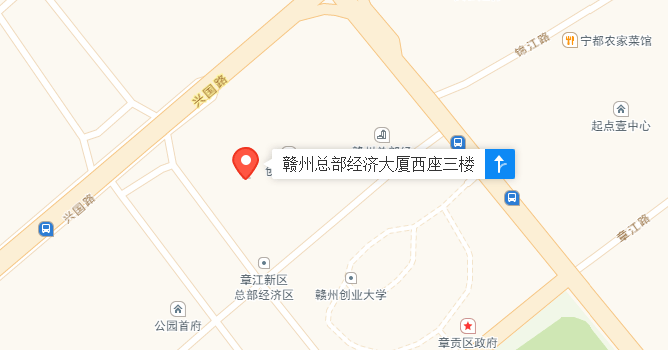 锦江路
宁都农家菜馆
兴国路
起点壹中心
赣州总部经济大厦西座三楼
兴国路
章江路
章江新区
总部经济区
赣州创业大学
公园首府
章贡区政府